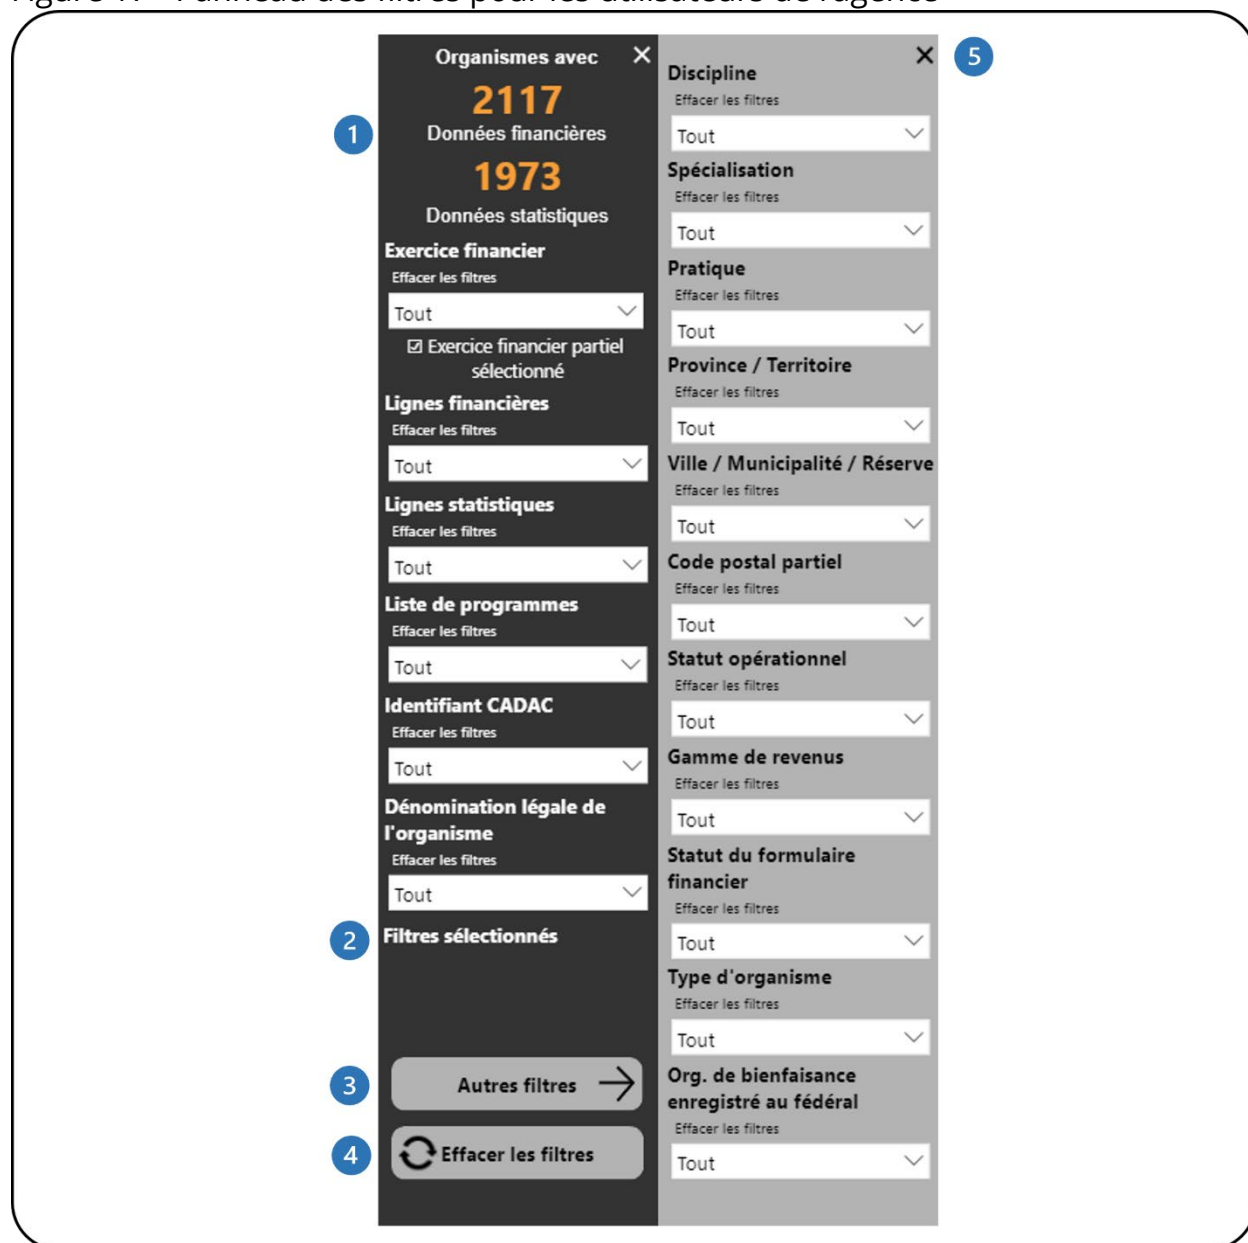 Organismes avec
2117
1
Données financières
1973
Données statistiques
Exercice financier
Effacer les filtres
Tout
Exercice financier partiel
sélectionné
Lignes financières
Effacer les filtres
Tout
Lignes statistiques
Effacer les filtres
Tout
Liste de programmes
Effacer les filtres
Tout
Identifiant CADAC
Effacer les filtres
Tout
Dénomination légale de
l'organisme
Effacer les filtres
Tout
2
Filtres sélectionnés
3
Autres filtres
4
Effacer les filtres
5
Discipline
Effacer les filtres
Tout
Spécialisation
Effacer les filtres
Tout
Pratique
Effacer les filtres
Tout
Province / Territoire
Effacer les filtres
Tout
Ville / Municipalité / Réserve
Effacer les filtres
Tout
Code postal partiel
Effacer les filtres
Tout
Statut opérationnel
Effacer les filtres
Tout
Gamme de revenus
Effacer les filtres
Tout
Statut du formulaire
financier
Effacer les filtres
Tout
Type d'organisme
Effacer les filtres
Tout
Org. de bienfaisance
enregistré au fédéral
Effacer les filtres
Tout